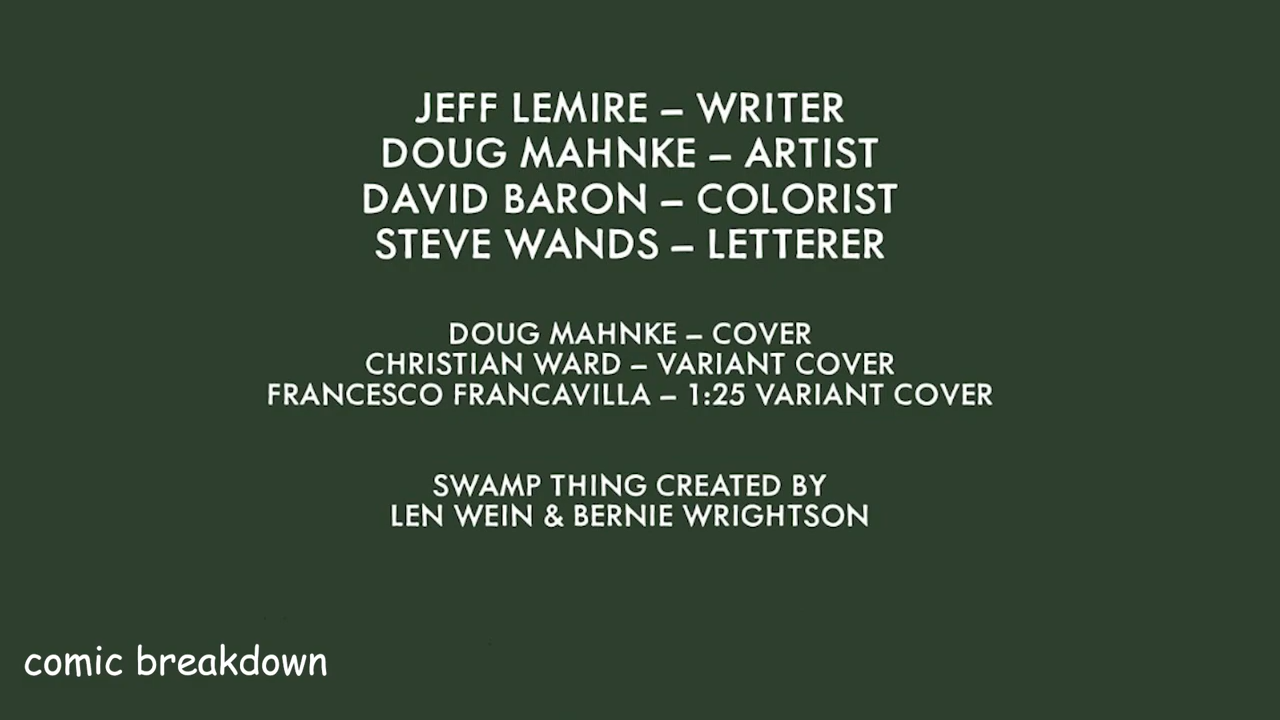 JEFF LEMIRE – WRITER
DOUG MAHNKE – ARTIST
DAVID BARON – COLORIST
STEVE WANDS – LETTERER
DOUG MAHNKE – COVER
CHRISTIAN WARD – VARIANT COVER
FRANCESCO FRANCAVILLA – 1:25 VARIANT COVER
SWAMP THING CREATED BY
LEN WEIN & BERNIE WRIGHTSON
comic breakdown